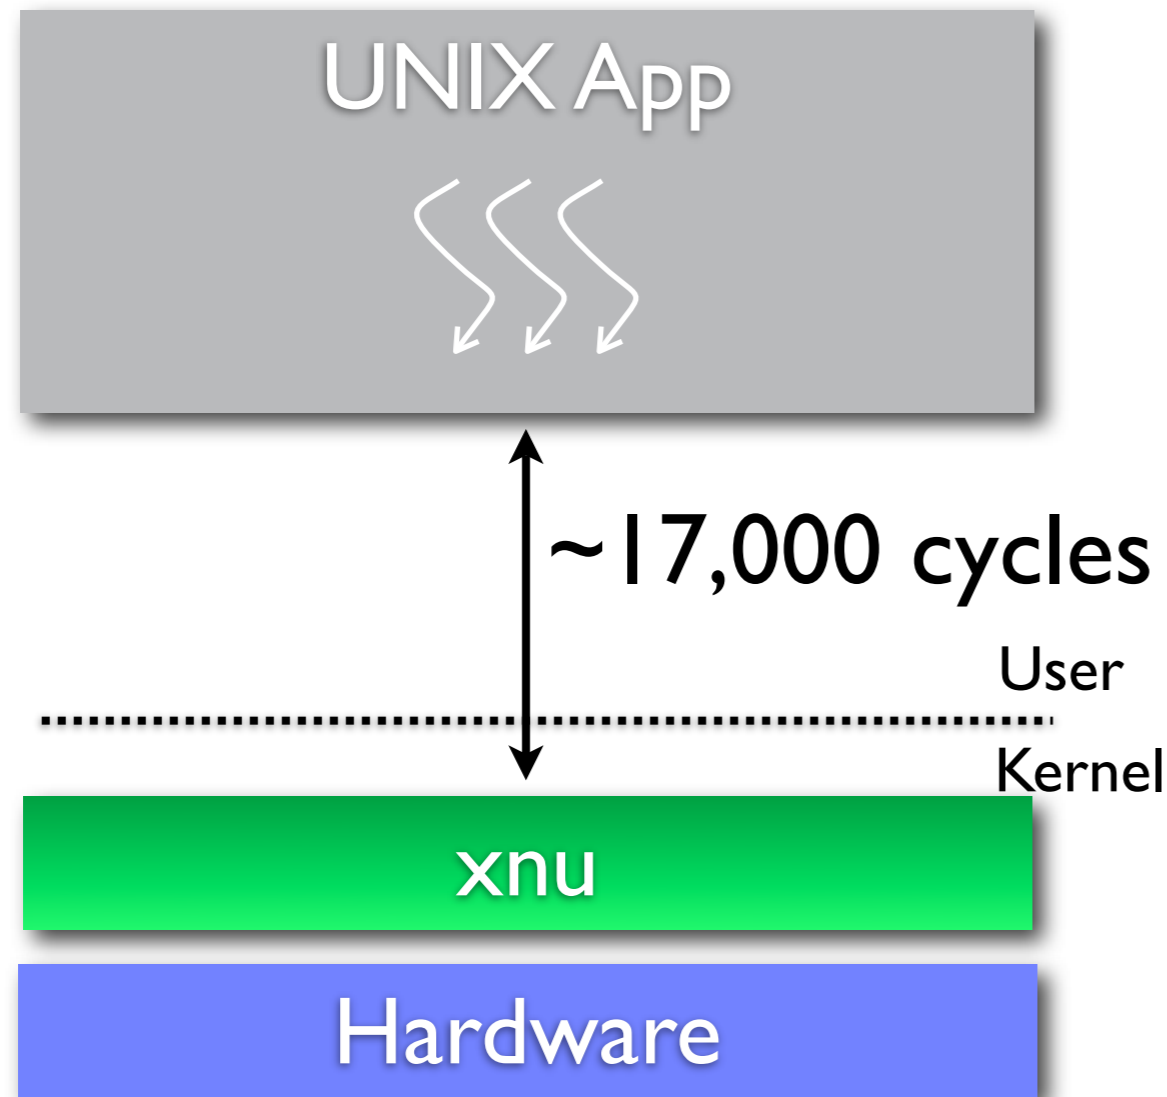 UNIX App
~17,000 cycles
User
Kernel
xnu
Hardware